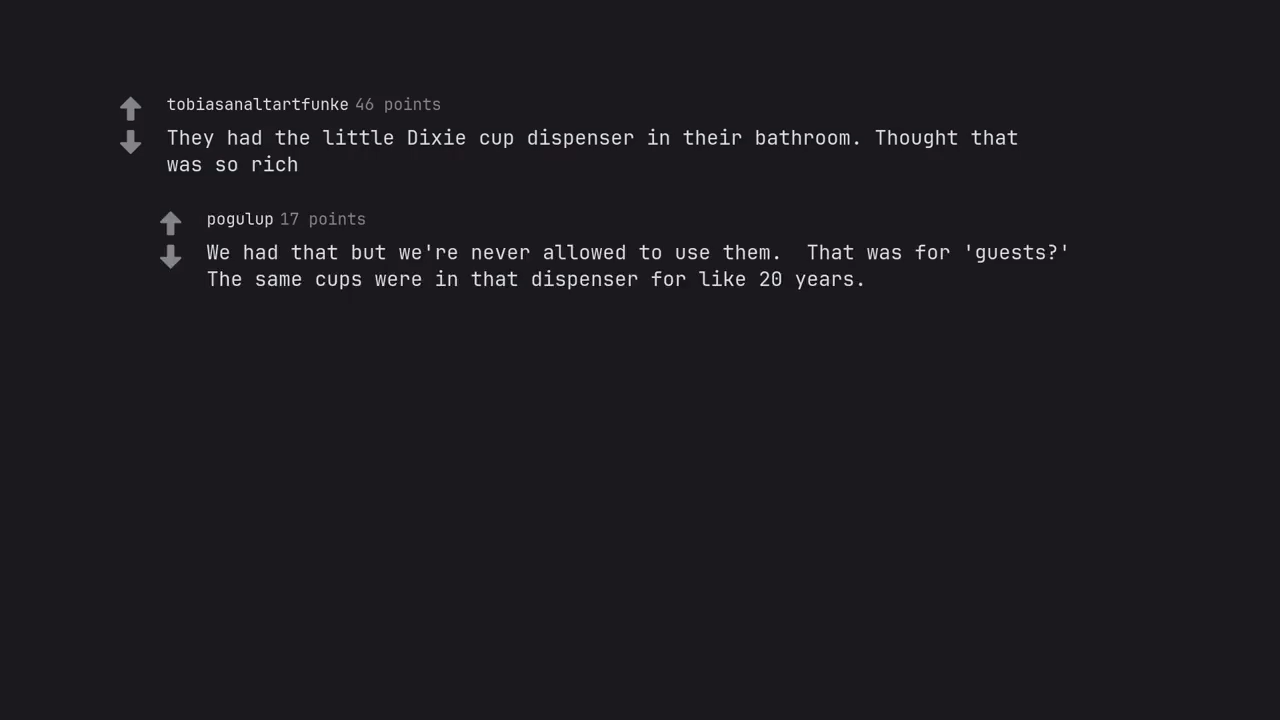 tobiasanaltartfunke 46 points
They had the little Dixie cup dispenser in their bathroom. Thought that
was so rich
pogulup 17 points
We had that but we're never allowed to use them.  That was for 'guests?'
The same cups were in that dispenser for like 20 years.